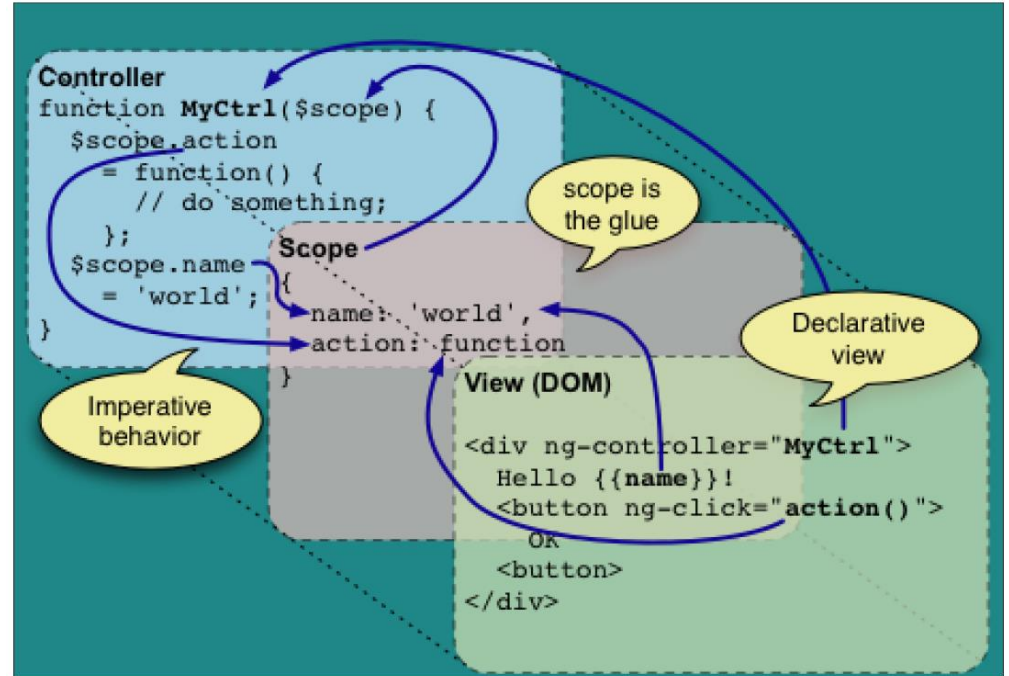 Controller
function MyCtrl($scope) {
$scope.action
= function() {
// do something;
};
$scope.name
= 'world';
}
scope is
the glue
Scope
{
name: 'world',
action: function
}
Imperative
behavior
Declarative
view
View (DOM)
<div ng-controller="MyCtrl">
Hello {{name}}!
<button ng-click="action()">
OK
<button>
</div>